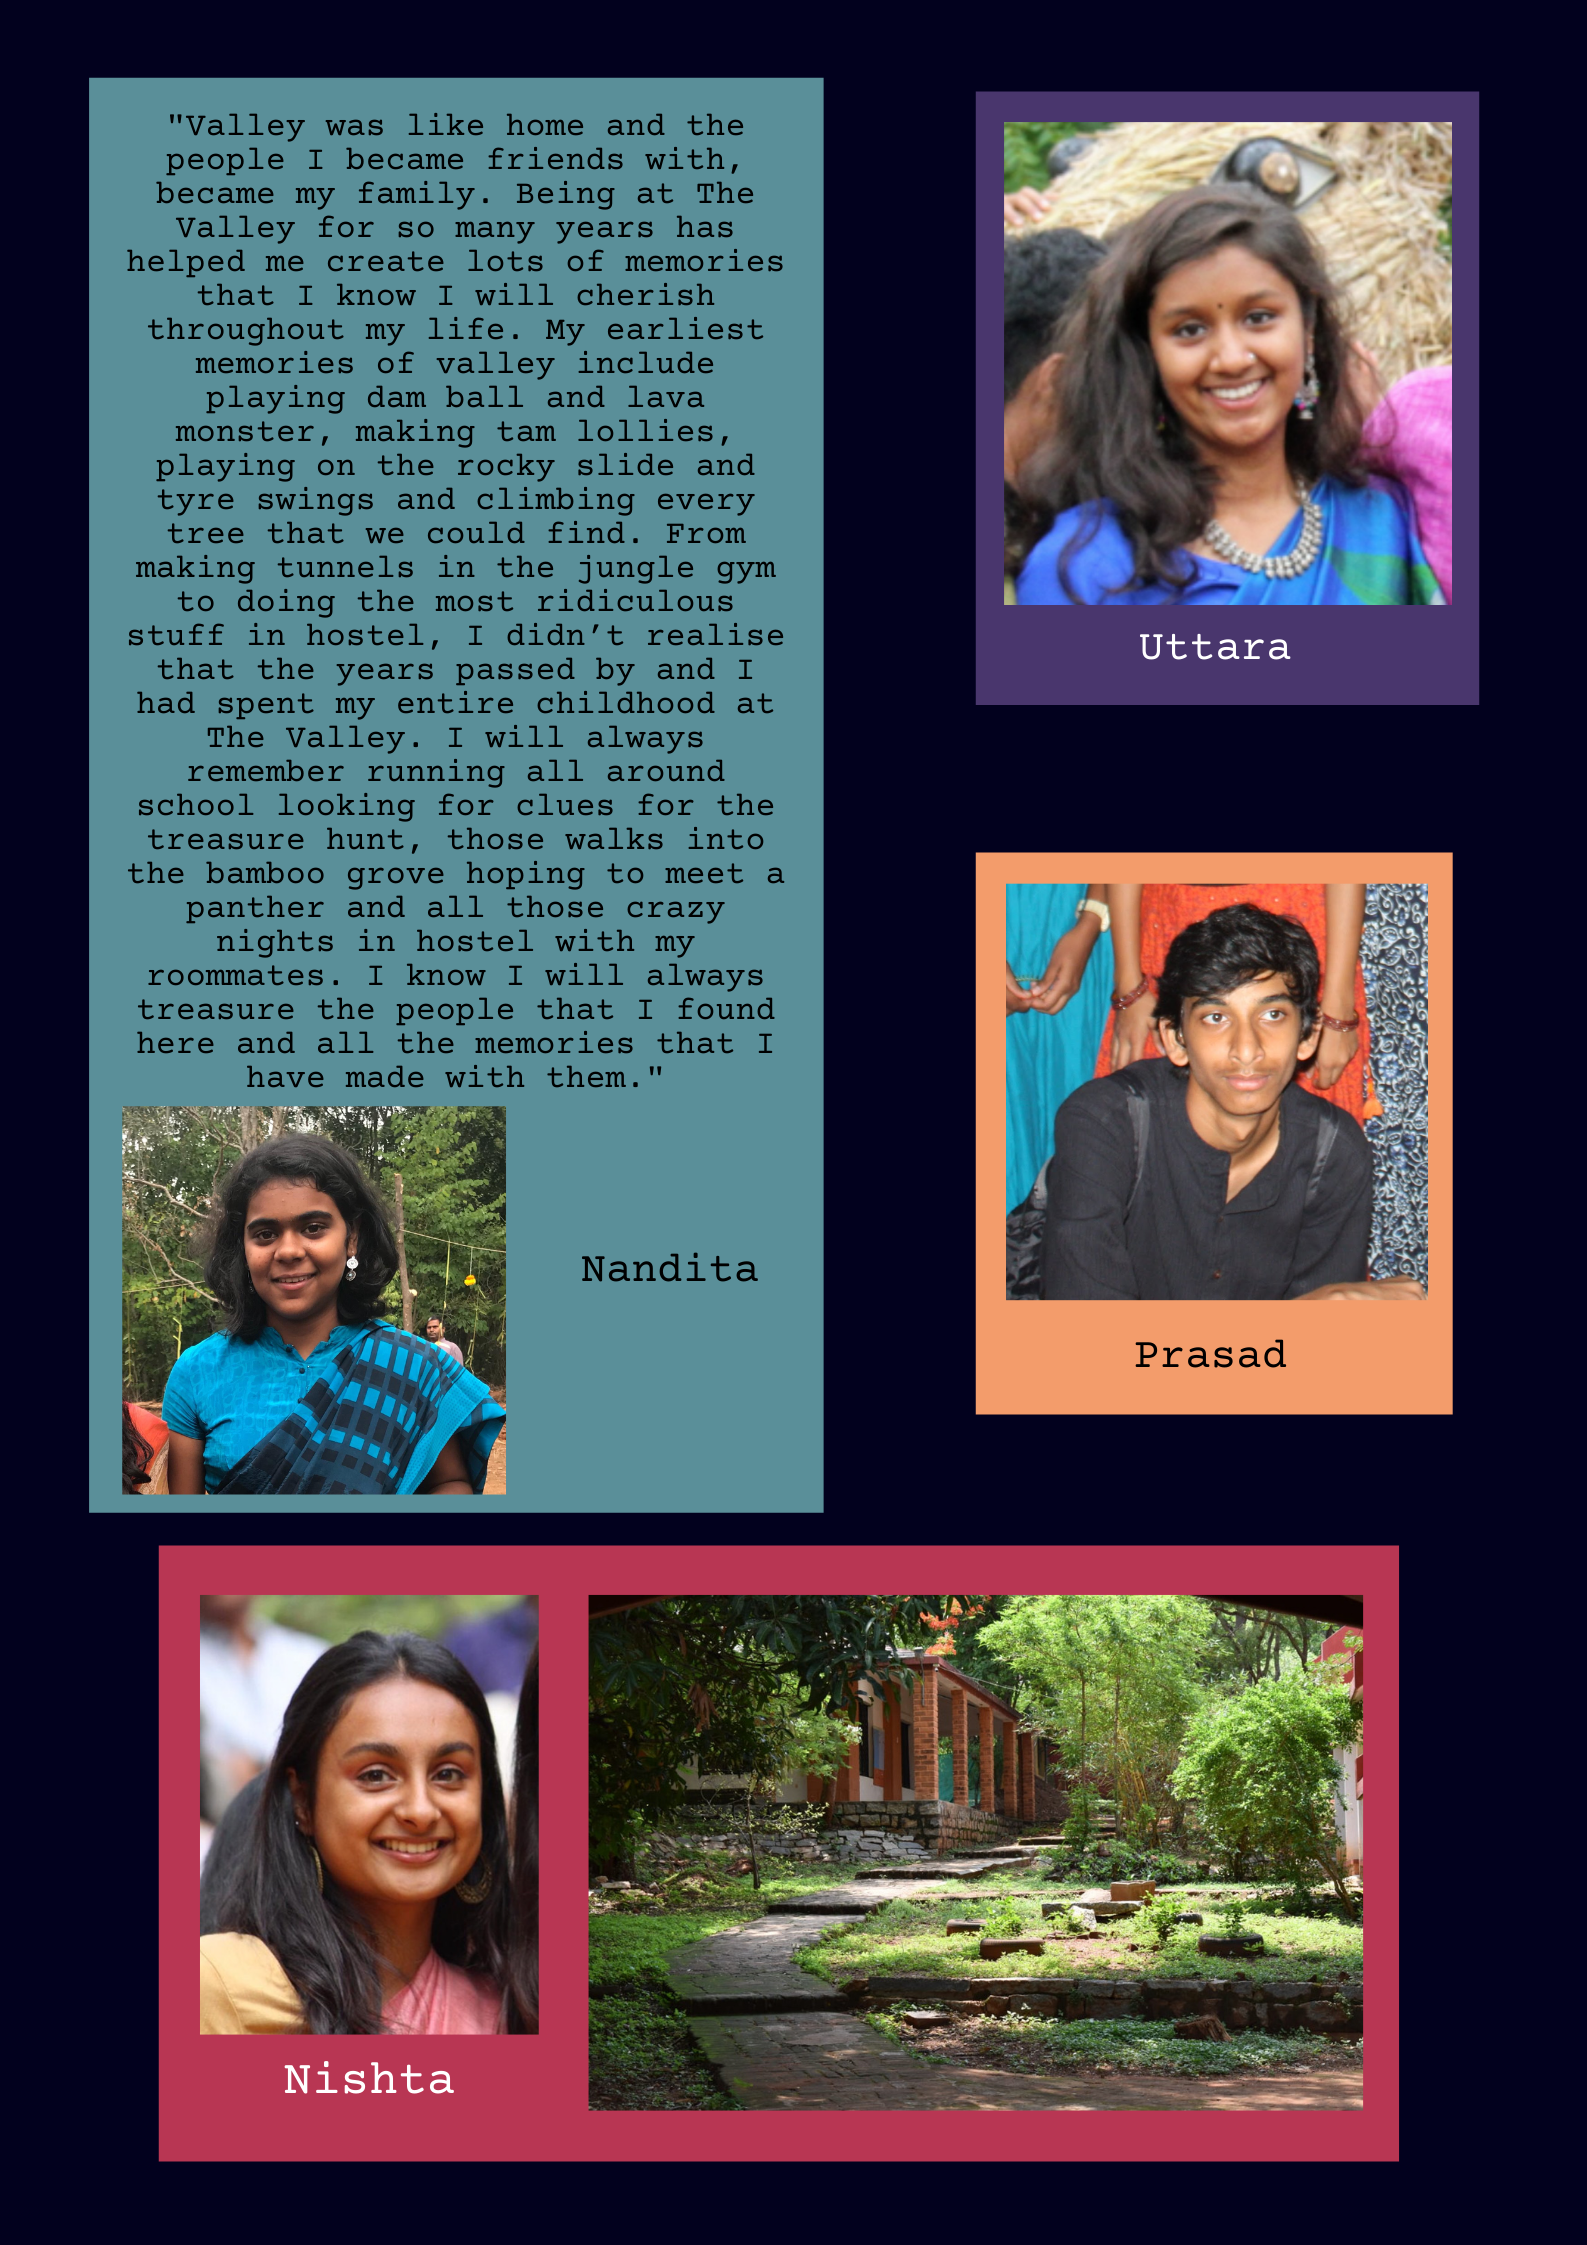 "Valley was like home and the
people I became friends with,
became my family. Being at The
Valley for so many years has
helped me create lots of memories
that I know I will cherish
throughout my life. My earliest
memories of valley include
playing dam ball and lava
monster, making tam lollies,
playing on the rocky slide and
tyre swings and climbing every
tree that we could find. From
making tunnels in the jungle gym
to doing the most ridiculous
stuff in hostel, I didn’t realise
that the years passed by and I
had spent my entire childhood at
The Valley. I will always
remember running all around
school looking for clues for the
treasure hunt, those walks into
the bamboo grove hoping to meet a
panther and all those crazy
nights in hostel with my
roommates. I know I will always
treasure the people that I found
here and all the memories that I
have made with them."
Nandita
Uttara
Prasad
Nishta